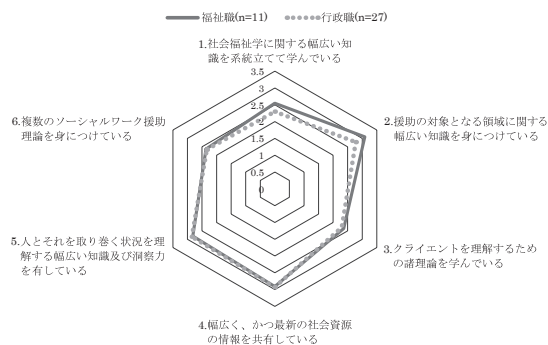 福祉職(n=11) 行政職(n=27)
1.社会福祉学に関する幅広い知
識を系統立てて学んでいる
3.5
3
2.5
2
1.5
1
0.5
0
6.複数のソーシャルワーク援助
理論を身につけている
2.援助の対象となる領域に関する
幅広い知識を身につけている
5.人とそれを取り巻く状況を理
解する幅広い知識及び洞察力
を有している
3.クライエントを理解するため
の諸理論を学んでいる
4.幅広く、かつ最新の社会資源
の情報を共有している